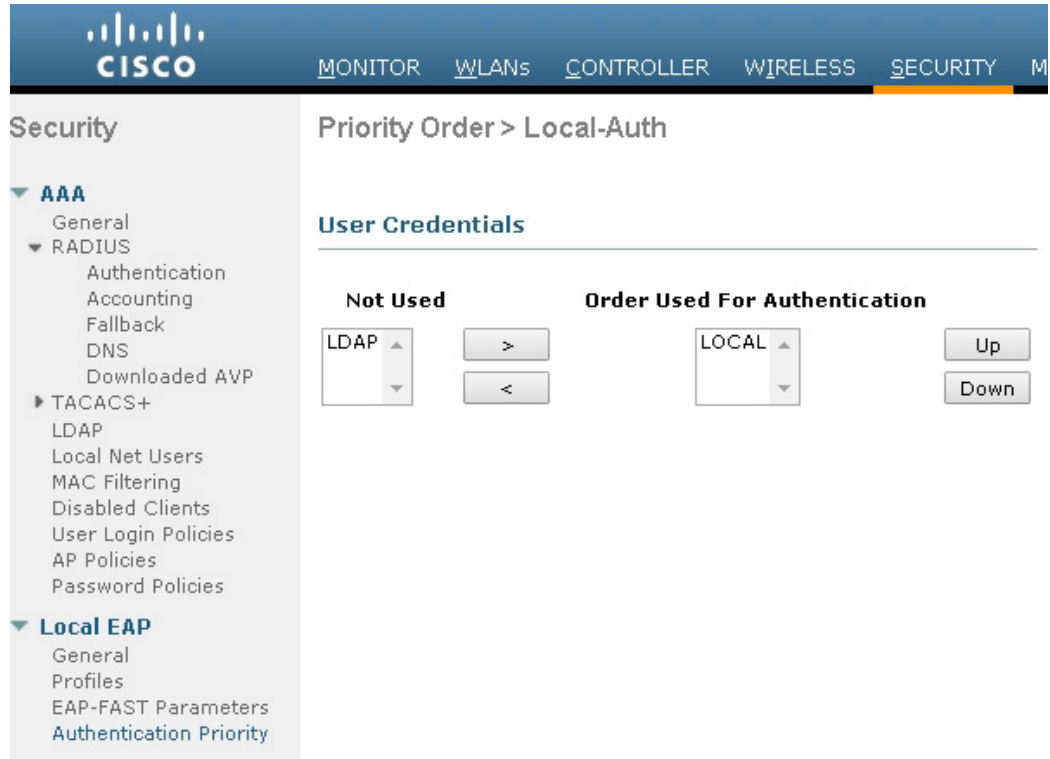 CISCO
MONITOR WLANs CONTROLLER WIRELESS SECURITY M
Security
AAA
General
RADIUS
Authentication
Accounting
Fallback
DNS
Downloaded AVP
TACACS+
LDAP
Local Net Users
MAC Filtering
Disabled Clients
User Login Policies
AP Policies
Password Policies
Local EAP
General
Profiles
EAP-FAST Parameters
Authentication Priority
Priority Order > Local-Auth
User Credentials
Not Used Order Used For Authentication
LDAP > LOCAL Up
< Down